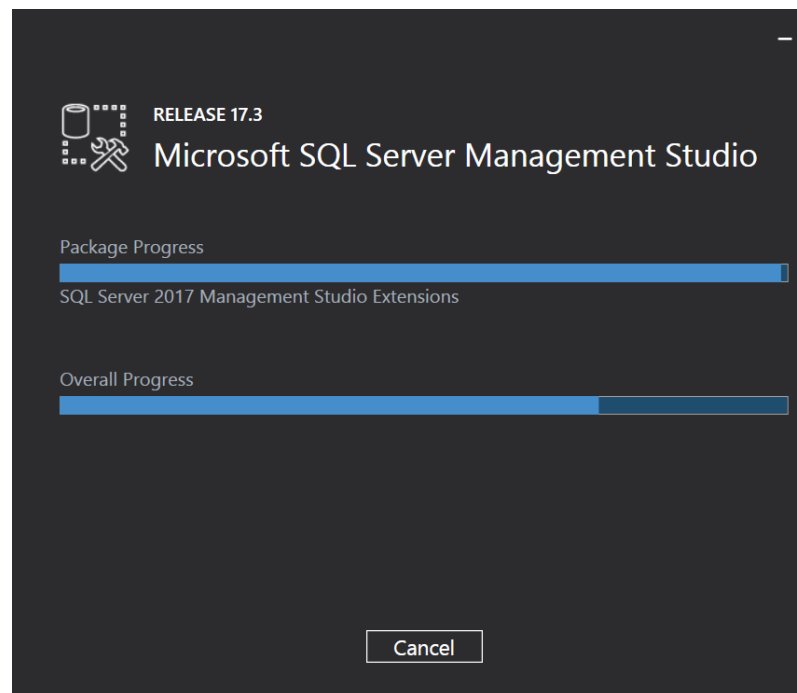 RELEASE 17.3
Microsoft SQL Server Management Studio
Package Progress
SQL Server 2017 Management Studio Extensions
Overall Progress
Cancel